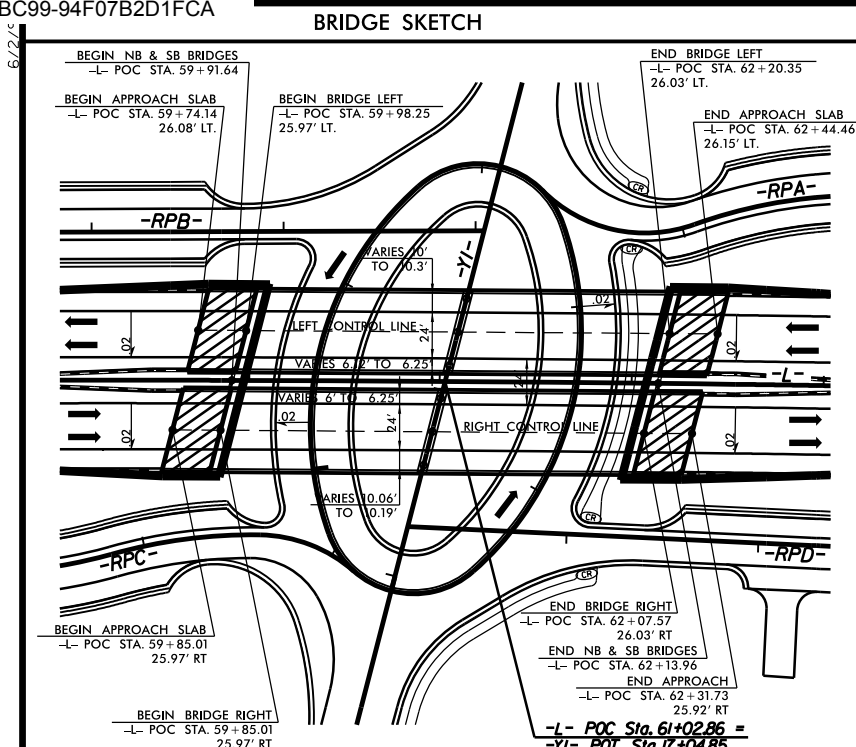 BC99-94F07B2D1FCA
BRIDGE SKETCH
6/2/9
BEGIN NB & SB BRIDGES
-L- POC STA. 59+91.64
END BRIDGE LEFT
-L- POC STA. 62+20.35
26.03' LT.
BEGIN APPROACH SLAB
-L- POC STA. 59+74.14
26.08' LT.
BEGIN BRIDGE LEFT
-L- POC STA. 59+98.25
25.97' LT.
END APPROACH SLAB
-L- POC STA. 62+44.46
26.15' LT.
CR
-RPA-
-RPB-
-Y1-
CR
VARIES 10'
TO 10.3'
.02
LEFT CONTROL LINE
24'
.02
.02
VARIES 6.12' TO 6.25'
-L-
24'
VARIES 6' TO 6.25'
.02
.02
24'
RIGHT CONTROL LINE
.02
VARIES 10.06'
TO 10.19'
CR
-RPC-
-RPD-
CR
END BRIDGE RIGHT
-L- POC STA. 62+07.57
26.03' RT
BEGIN APPROACH SLAB
-L- POC STA. 59+85.01
25.97' RT
END NB & SB BRIDGES
-L- POC STA. 62+13.96
END APPROACH
-L- POC STA. 62+31.73
25.92' RT
BEGIN BRIDGE RIGHT
-L- POC STA. 59+85.01
25.97' RT
-L- POC Sta. 61+02.86 =
-Y1- POT Sta. 17+04.85